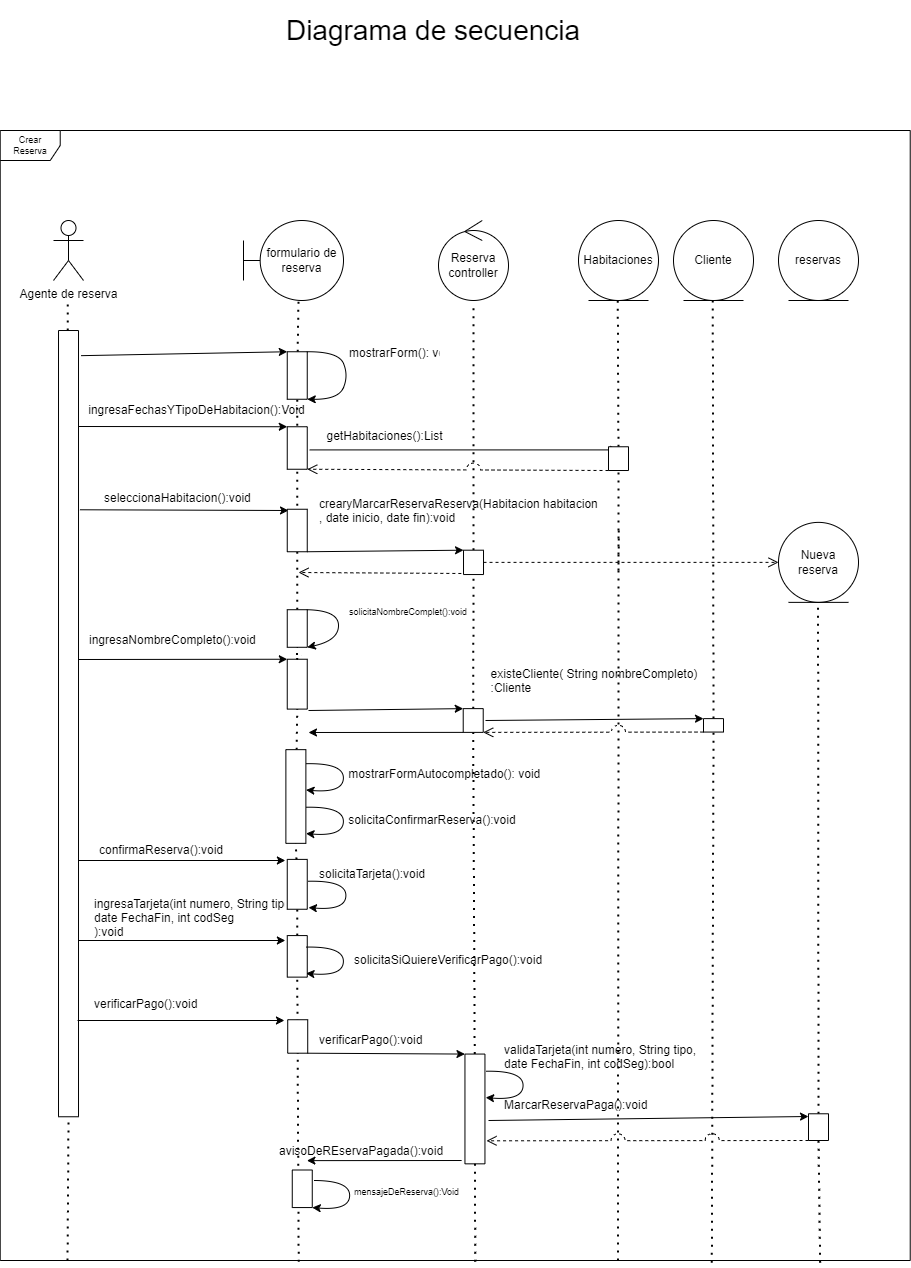 Diagrama de secuencia
Crear
Reserva
formulario de
reserva
Reserva
controller
Habitaciones
Cliente
reservas
Agente de reserva
mostrarForm(): v
ingresaFechasYTipoDeHabitacion():Void
getHabitaciones():List
seleccionaHabitacion():void
crearyMarcarReservaReserva(Habitacion habitacion
, date inicio, date fin):void
Nueva
reserva
solicitaNombreComplet():void
ingresaNombreCompleto():void
existeCliente( String nombreCompleto)
:Cliente
mostrarFormAutocompletado(): void
solicitaConfirmarReserva():void
confirmaReserva():void
solicitaTarjeta():void
ingresaTarjeta(int numero, String tip
date FechaFin, int codSeg
):void
solicitaSiQuiereVerificarPago():void
verificarPago():void
verificarPago():void
validaTarjeta(int numero, String tipo,
date FechaFin, int codSeg):bool
MarcarReservaPaga():void
avisoDeREservaPagada():void
mensajeDeReserva():Void